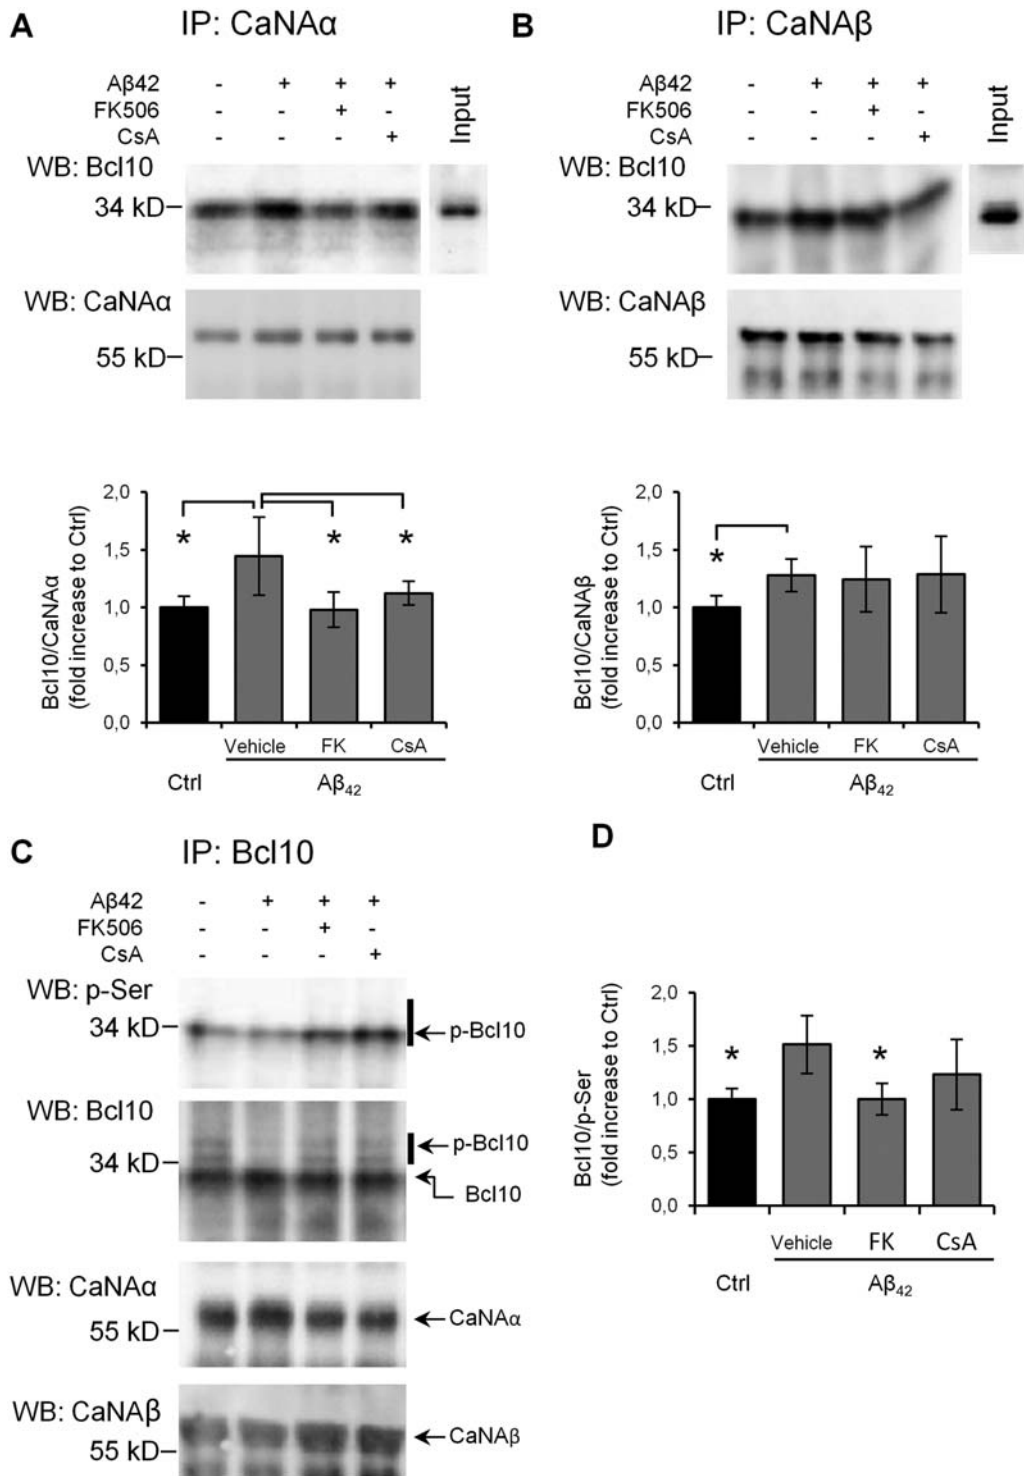 A IP: CaNAα
Aβ42 - + + +
FK506 - - + -
CsA - - - +
Input
WB: Bcl10
34 kD
WB: CaNAα
55 kD
Bcl10/CaNAα
(fold increase to Ctrl)
2,0
1,5
1,0
0,5
0,0
* * *
Vehicle FK CsA
Ctrl Aβ42
B IP: CaNAβ
Aβ42 - + + +
FK506 - - + -
CsA - - - +
Input
WB: Bcl10
34 kD
WB: CaNAβ
55 kD
Bcl10/CaNAβ
(fold increase to Ctrl)
2,0
1,5
1,0
0,5
0,0
*
Vehicle FK CsA
Ctrl Aβ₄₂
C IP: Bcl10
Aβ42 - + + +
FK506 - - + -
CsA - - - +
WB: p-Ser
34 kD
p-Bcl10
WB: Bcl10
p-Bcl10
34 kD
Bcl10
WB: CaNAα
CaNAα
55 kD
WB: CaNAβ
CaNAβ
55 kD
D
Bcl10/p-Ser
(fold increase to Ctrl)
2,0
1,5
1,0
0,5
0,0
* *
Vehicle FK CsA
Ctrl Aβ₄₂